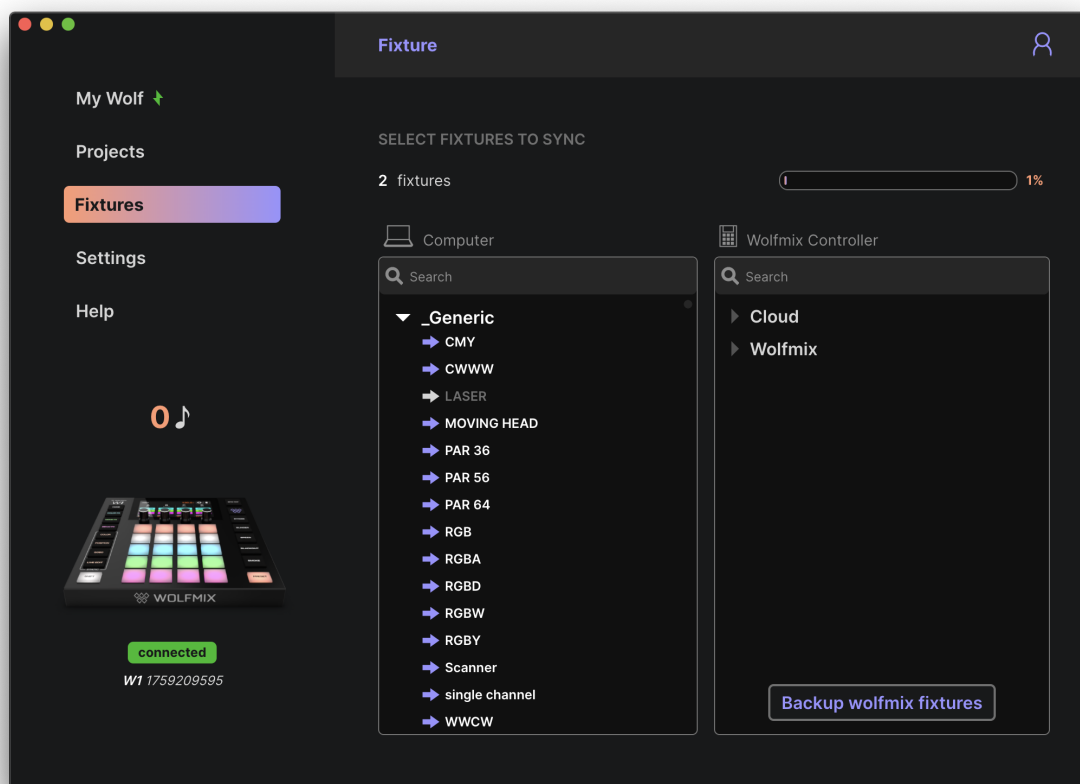 Fixture
My Wolf
Projects
Fixtures
Settings
Help
0
WOLFMIX
connected
W1 1759209595
SELECT FIXTURES TO SYNC
2 fixtures
1%
Computer
Search
_Generic
CMY
CWWW
LASER
MOVING HEAD
PAR 36
PAR 56
PAR 64
RGB
RGBA
RGBD
RGBW
RGBY
Scanner
single channel
WWCW
Wolfmix Controller
Search
Cloud
Wolfmix
Backup wolfmix fixtures